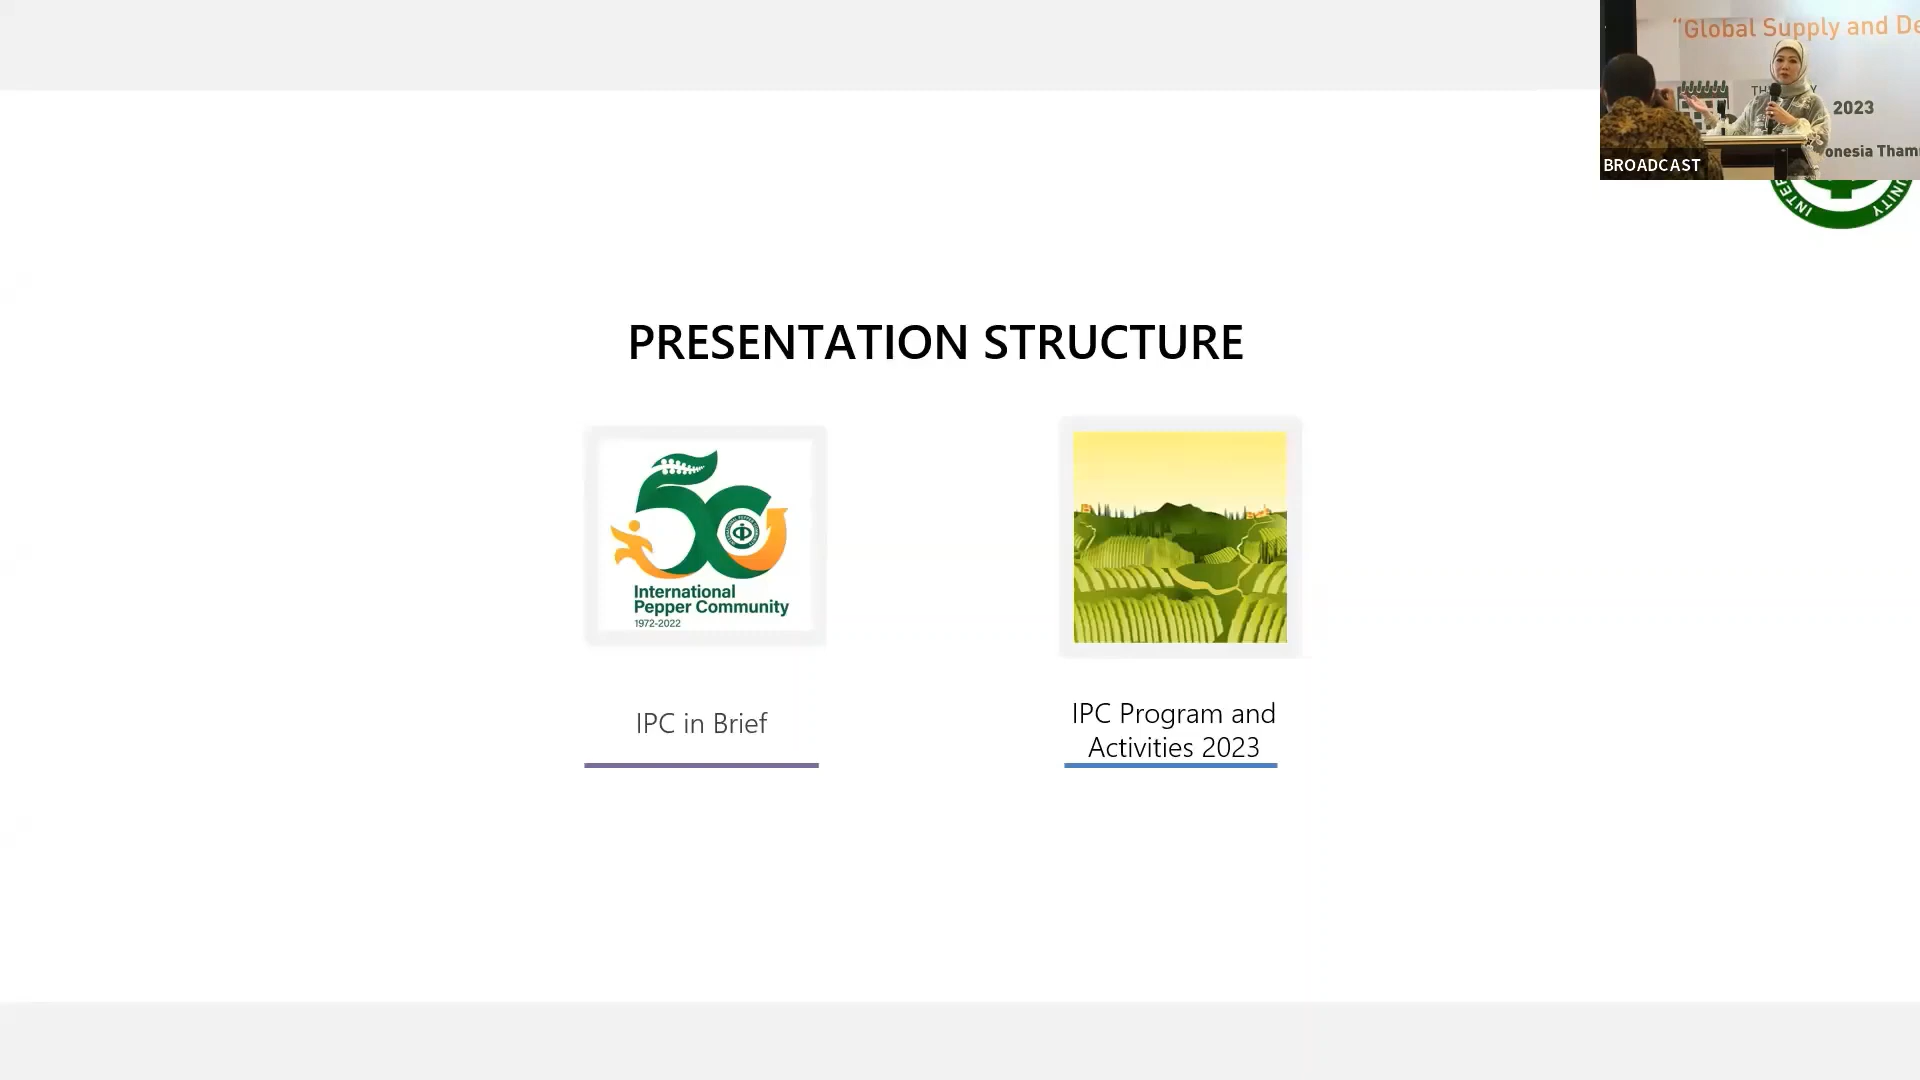 “Global Supply and De
2023
onesia Tham
BROADCAST
PRESENTATION STRUCTURE
International
Pepper Community
1972-2022
IPC in Brief
IPC Program and
Activities 2023